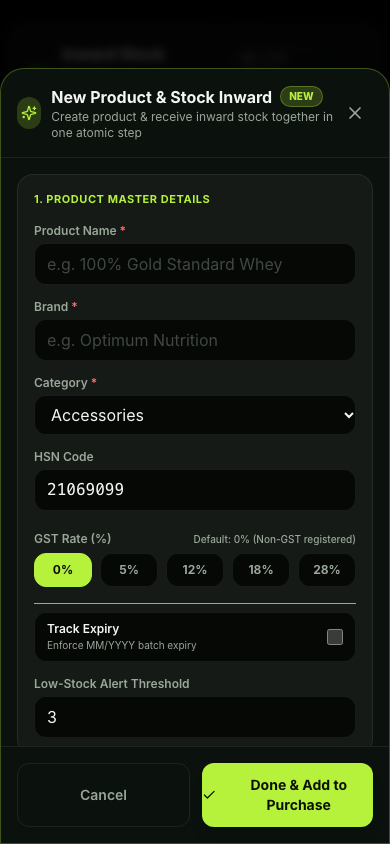 New Product & Stock Inward NEW
Create product & receive inward stock together in
one atomic step
1. PRODUCT MASTER DETAILS
Product Name *
e.g. 100% Gold Standard Whey
Brand *
e.g. Optimum Nutrition
Category *
Accessories
HSN Code
21069099
GST Rate (%) Default: 0% (Non-GST registered)
0% 5% 12% 18% 28%
Track Expiry
Enforce MM/YYYY batch expiry
Low-Stock Alert Threshold
3
Cancel
Done & Add to
Purchase